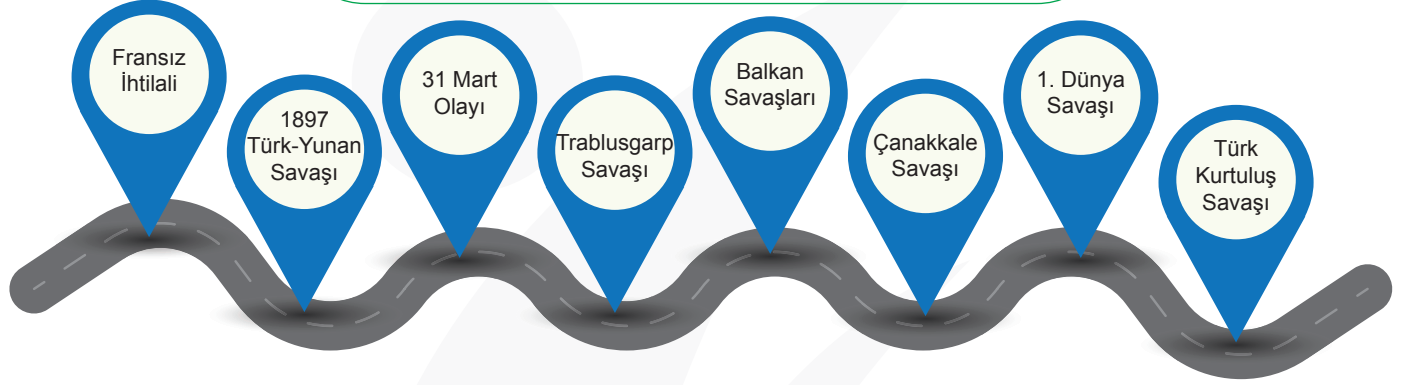 Fransız
İhtilali
1897
Türk-Yunan
Savaşı
31 Mart
Olayı
Trablusgarp
Savaşı
Balkan
Savaşları
Çanakkale
Savaşı
1. Dünya
Savaşı
Türk
Kurtuluş
Savaşı